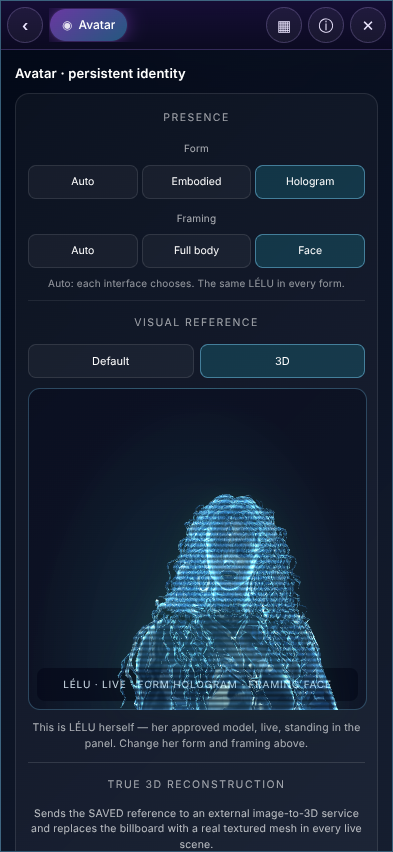 Avatar
Avatar · persistent identity
PRESENCE
Form
Auto
Embodied
Hologram
Framing
Auto
Full body
Face
Auto: each interface chooses. The same LÉLU in every form.
VISUAL REFERENCE
Default
3D
LÉLU · LIVE · FORM HOLOGRAM · FRAMING FACE
This is LÉLU herself — her approved model, live, standing in the
panel. Change her form and framing above.
TRUE 3D RECONSTRUCTION
Sends the SAVED reference to an external image-to-3D service
and replaces the billboard with a real textured mesh in every live
scene.